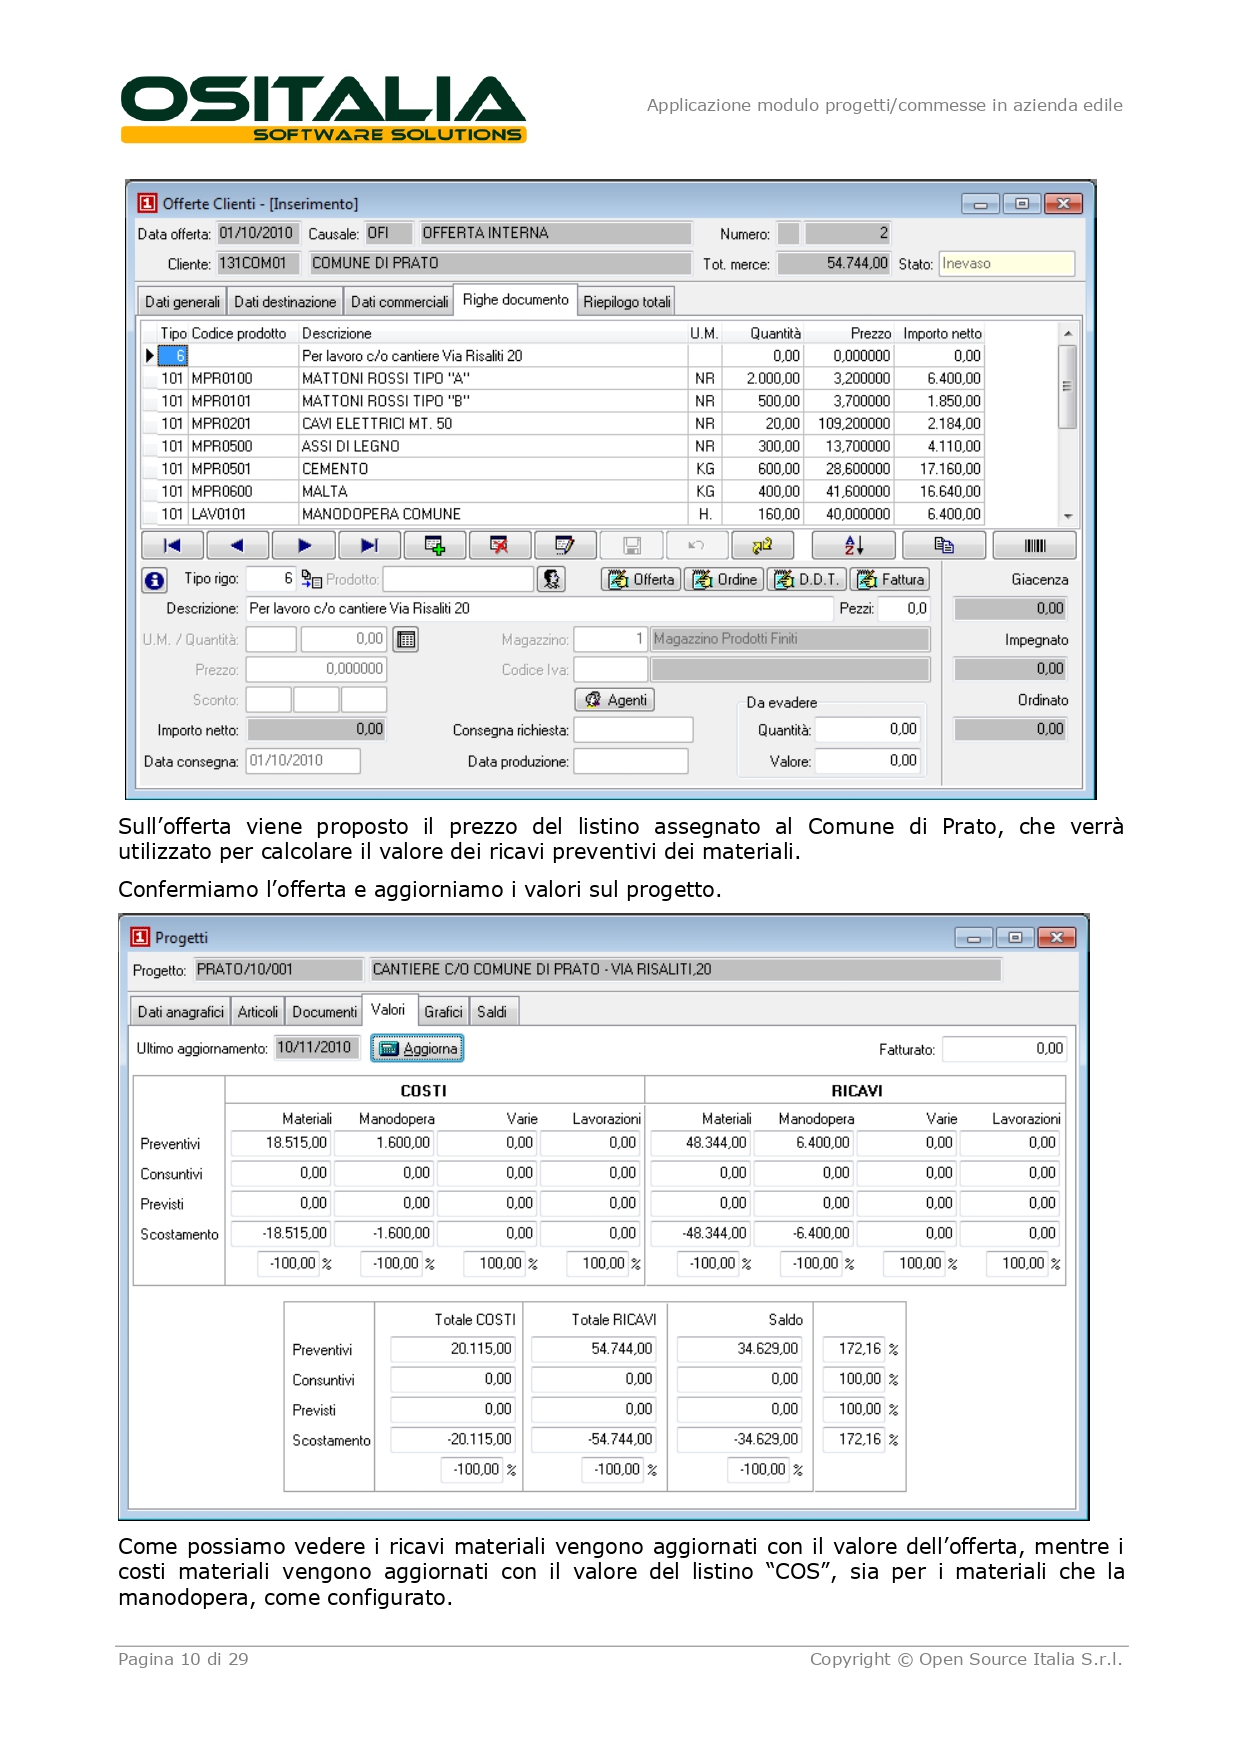 OSITALIA
SOFTWARE SOLUTIONS
Applicazione modulo progetti/commesse in azienda edile
Offerte Clienti - [Inserimento]
Data offerta: 01/10/2010 Causale: OFI OFFERTA INTERNA Numero: 2
Cliente: 131COM01 COMUNE DI PRATO Tot. merce: 54.744,00 Stato: Inevaso
Dati generali Dati destinazione Dati commerciali Righe documento Riepilogo totali
Tipo Codice prodotto Descrizione U.M. Quantità Prezzo Importo netto
6 Per lavoro c/o cantiere Via Risaliti 20 0,00 0,000000 0,00
101 MPR0100 MATTONI ROSSI TIPO "A" NR 2.000,00 3,200000 6.400,00
101 MPR0101 MATTONI ROSSI TIPO "B" NR 500,00 3,700000 1.850,00
101 MPR0201 CAVI ELETTRICI MT. 50 NR 20,00 109,200000 2.184,00
101 MPR0500 ASSI DI LEGNO NR 300,00 13,700000 4.110,00
101 MPR0501 CEMENTO KG 600,00 28,600000 17.160,00
101 MPR0600 MALTA KG 400,00 41,600000 16.640,00
101 LAV0101 MANODOPERA COMUNE H. 160,00 40,000000 6.400,00
Tipo rigo: 6 Prodotto: Offerta Ordine D.D.T. Fattura Giacenza
Descrizione: Per lavoro c/o cantiere Via Risaliti 20 Pezzi: 0,0 0,00
U.M. / Quantità: 0,00 Magazzino: 1 Magazzino Prodotti Finiti Impegnato
Prezzo: 0,000000 Codice Iva: 0,00
Sconto: Agenti Da evadere Ordinato
Importo netto: 0,00 Consegna richiesta: Quantità: 0,00 0,00
Data consegna: 01/10/2010 Data produzione: Valore: 0,00
Sull’offerta viene proposto il prezzo del listino assegnato al Comune di Prato, che verrà
utilizzato per calcolare il valore dei ricavi preventivi dei materiali.
Confermiamo l’offerta e aggiorniamo i valori sul progetto.
Progetti
Progetto: PRATO/10/001 CANTIERE C/O COMUNE DI PRATO - VIA RISALITI,20
Dati anagrafici Articoli Documenti Valori Grafici Saldi
Ultimo aggiornamento: 10/11/2010 Aggiorna Fatturato: 0,00
COSTI RICAVI
Materiali Manodopera Varie Lavorazioni Materiali Manodopera Varie Lavorazioni
Preventivi 18.515,00 1.600,00 0,00 0,00 48.344,00 6.400,00 0,00 0,00
Consuntivi 0,00 0,00 0,00 0,00 0,00 0,00 0,00 0,00
Previsti 0,00 0,00 0,00 0,00 0,00 0,00 0,00 0,00
Scostamento -18.515,00 -1.600,00 0,00 0,00 -48.344,00 -6.400,00 0,00 0,00
-100,00 % -100,00 % 100,00 % 100,00 % -100,00 % -100,00 % 100,00 % 100,00 %
Totale COSTI Totale RICAVI Saldo
Preventivi 20.115,00 54.744,00 34.629,00 172,16 %
Consuntivi 0,00 0,00 0,00 100,00 %
Previsti 0,00 0,00 0,00 100,00 %
Scostamento -20.115,00 -54.744,00 -34.629,00 172,16 %
-100,00 % -100,00 % -100,00 %
Come possiamo vedere i ricavi materiali vengono aggiornati con il valore dell’offerta, mentre i
costi materiali vengono aggiornati con il valore del listino “COS”, sia per i materiali che la
manodopera, come configurato.
Pagina 10 di 29 Copyright © Open Source Italia S.r.l.